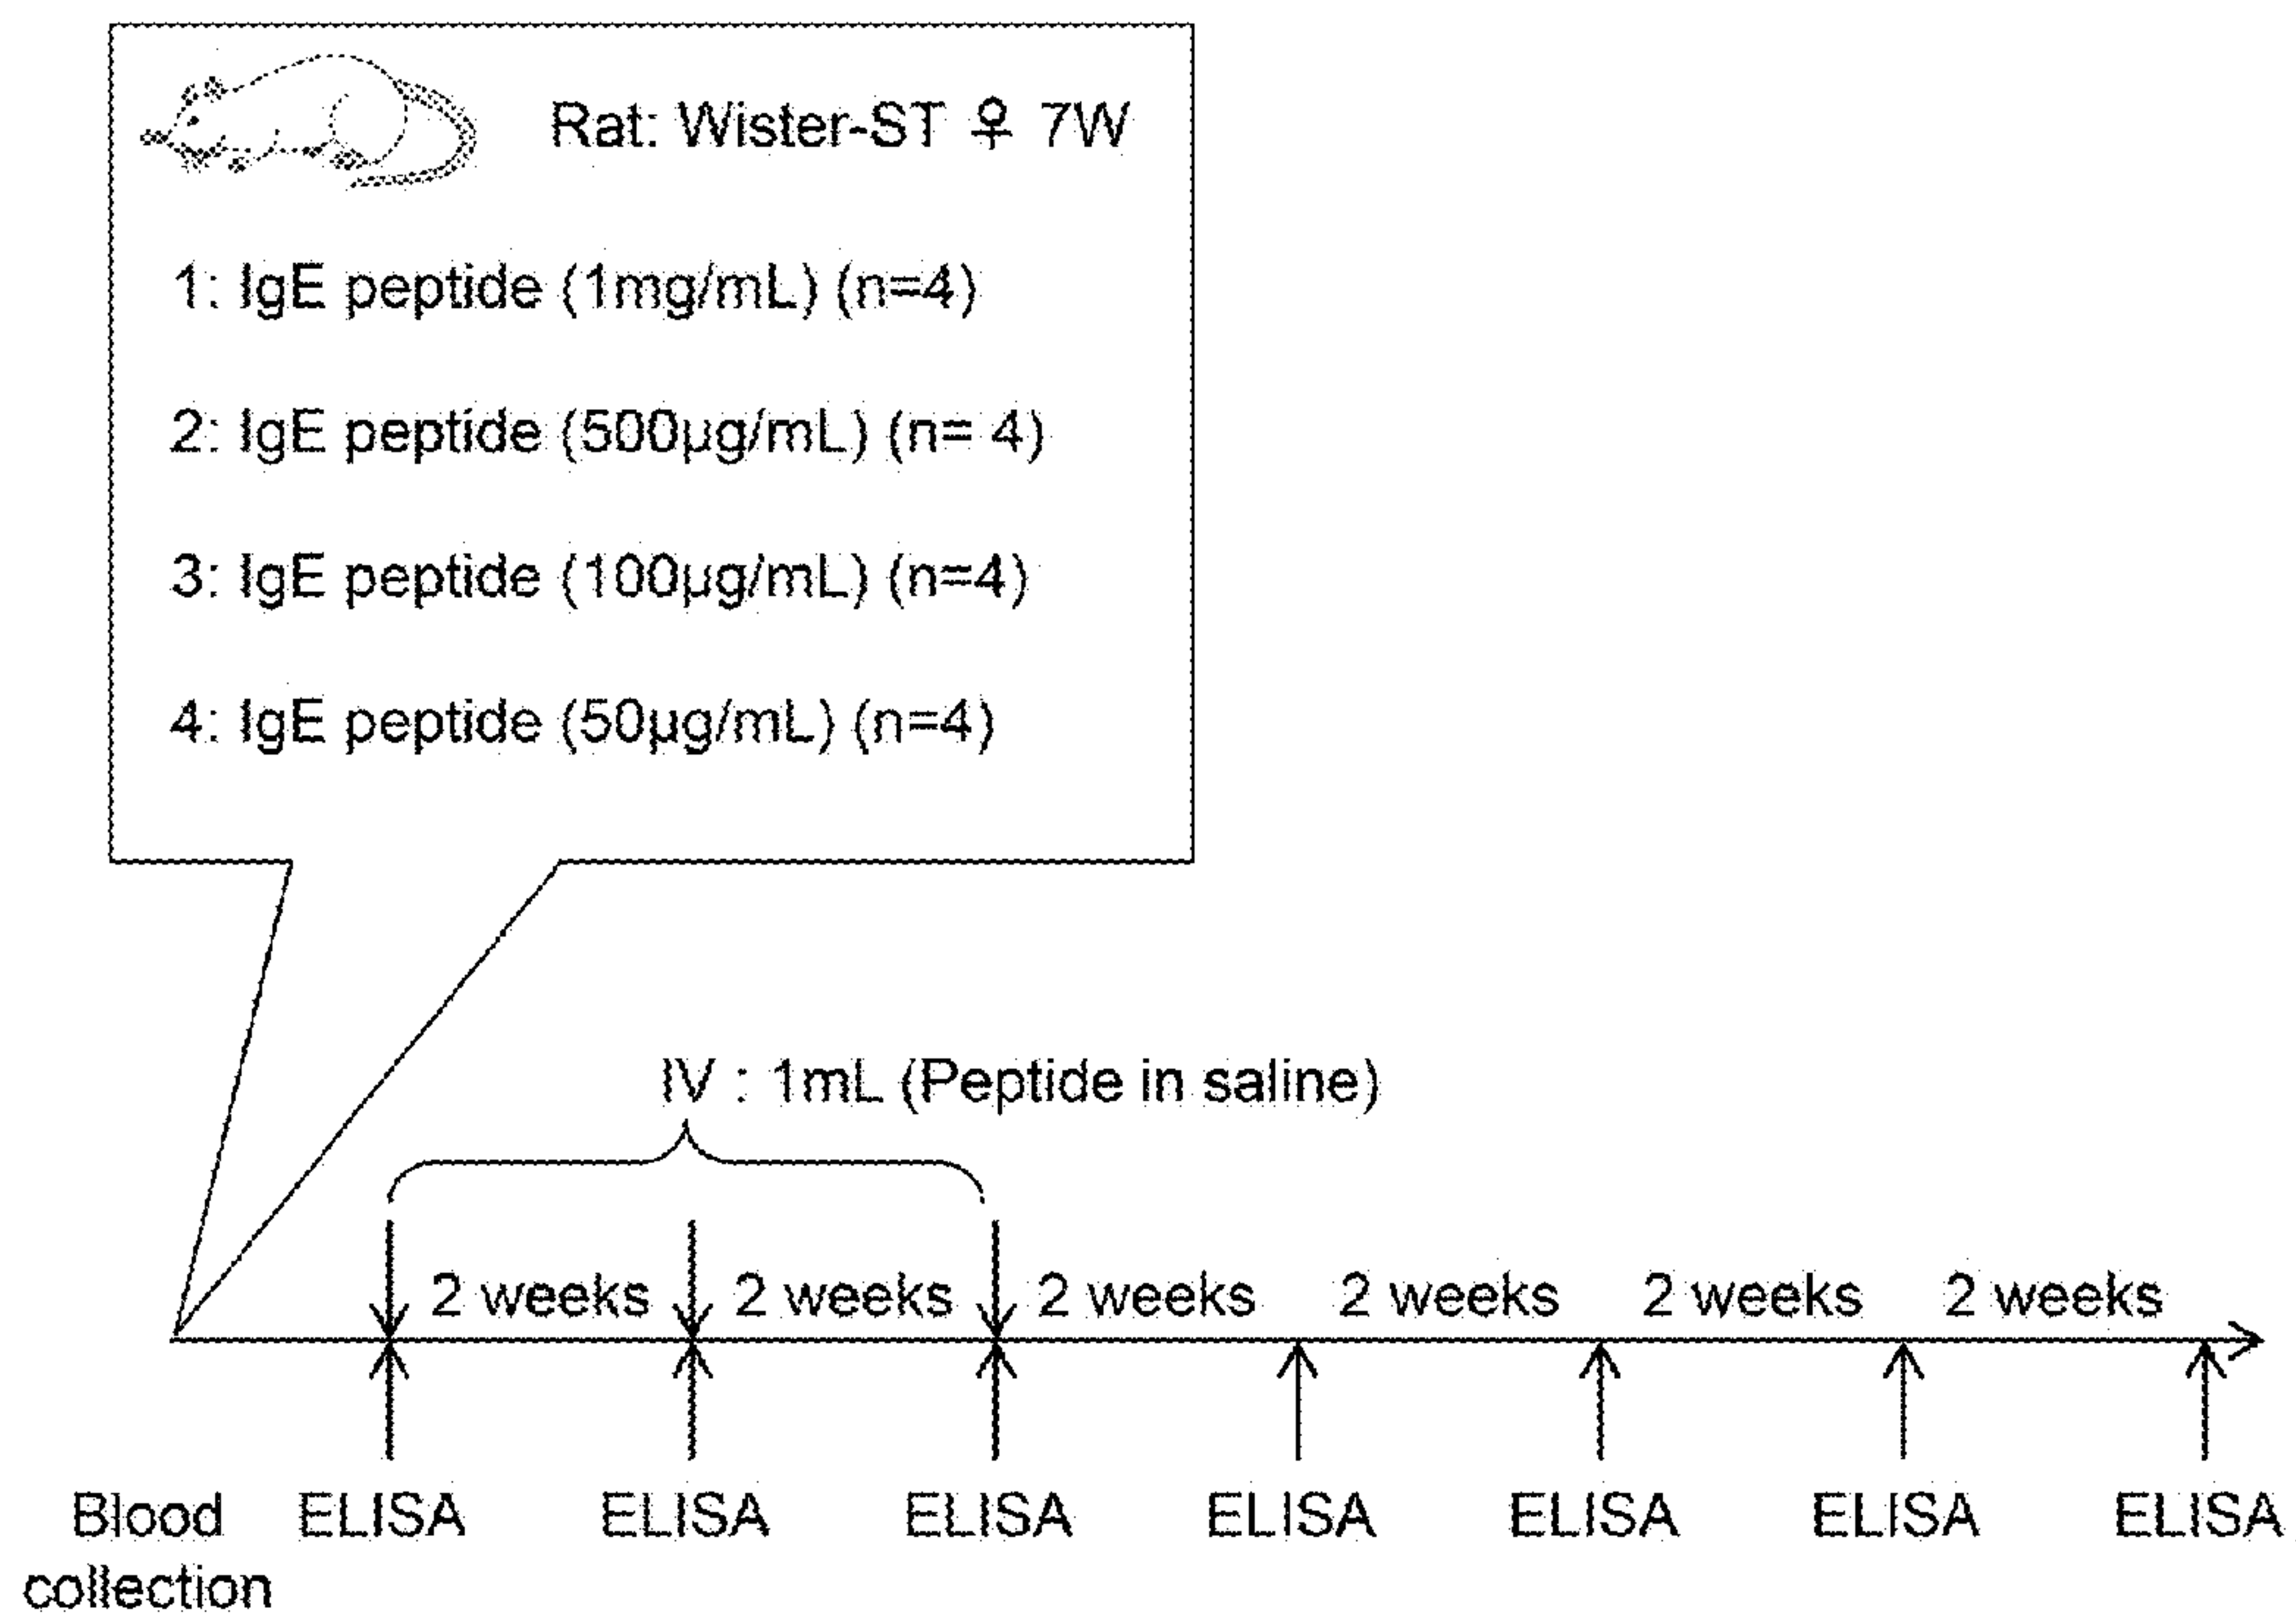 Rat: Wister-ST ♀ 7W
1: IgE peptide (1mg/mL) (n=4)
2: IgE peptide (500µg/mL) (n= 4)
3: IgE peptide (100µg/mL) (n=4)
4: IgE peptide (50µg/mL) (n=4)
IV : 1mL (Peptide in saline)
2 weeks 2 weeks 2 weeks 2 weeks 2 weeks 2 weeks
Blood ELISA ELISA ELISA ELISA ELISA ELISA ELISA
collection